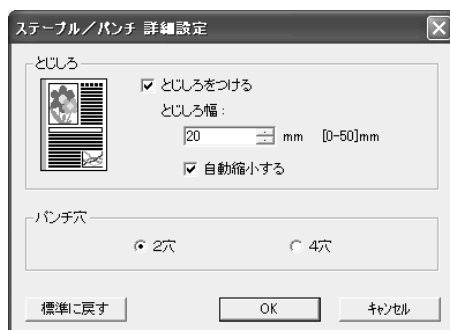 ステープル／パンチ 詳細設定
とじしろ
とじしろをつける
とじしろ幅：
20 mm [0-50]mm
自動縮小する
パンチ穴
2穴 4穴
標準に戻す OK キャンセル